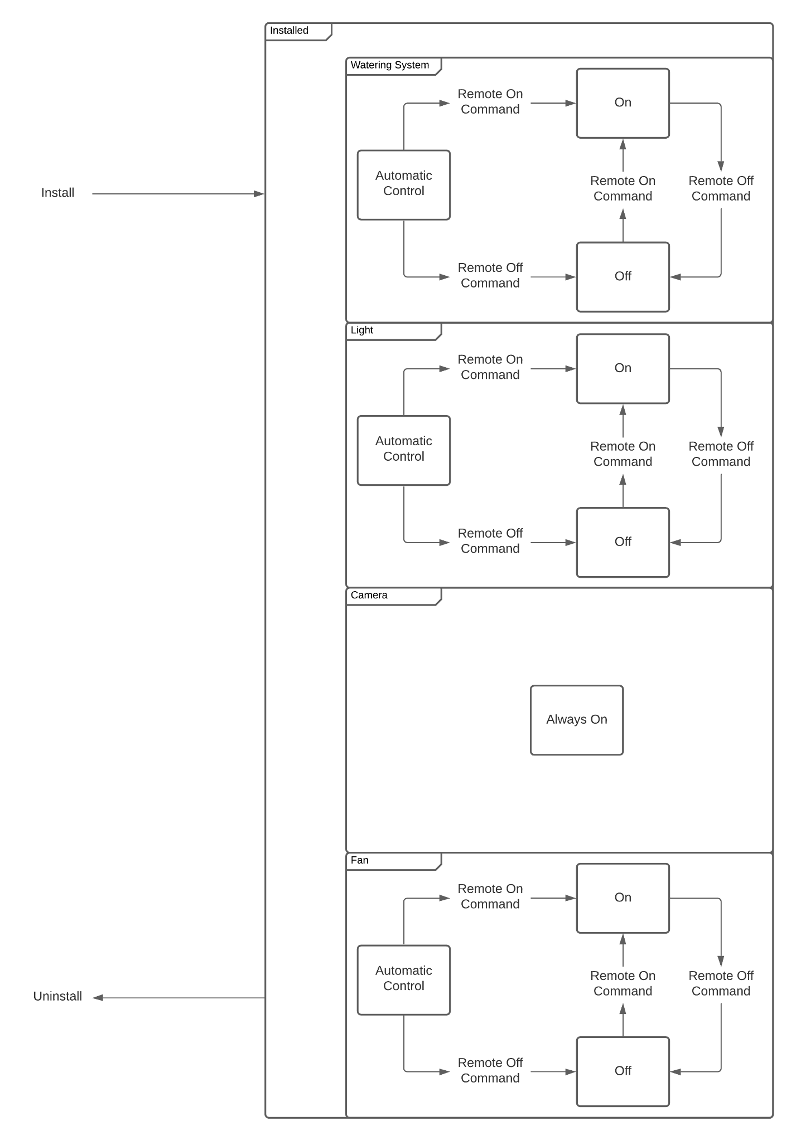 Installed
Watering System
Remote On
Command
On
Automatic
Control
Remote On
Command
Remote Off
Command
Install
Remote Off
Command
Off
Light
Remote On
Command
On
Automatic
Control
Remote On
Command
Remote Off
Command
Remote Off
Command
Off
Camera
Always On
Fan
Remote On
Command
On
Automatic
Control
Remote On
Command
Remote Off
Command
Uninstall
Remote Off
Command
Off